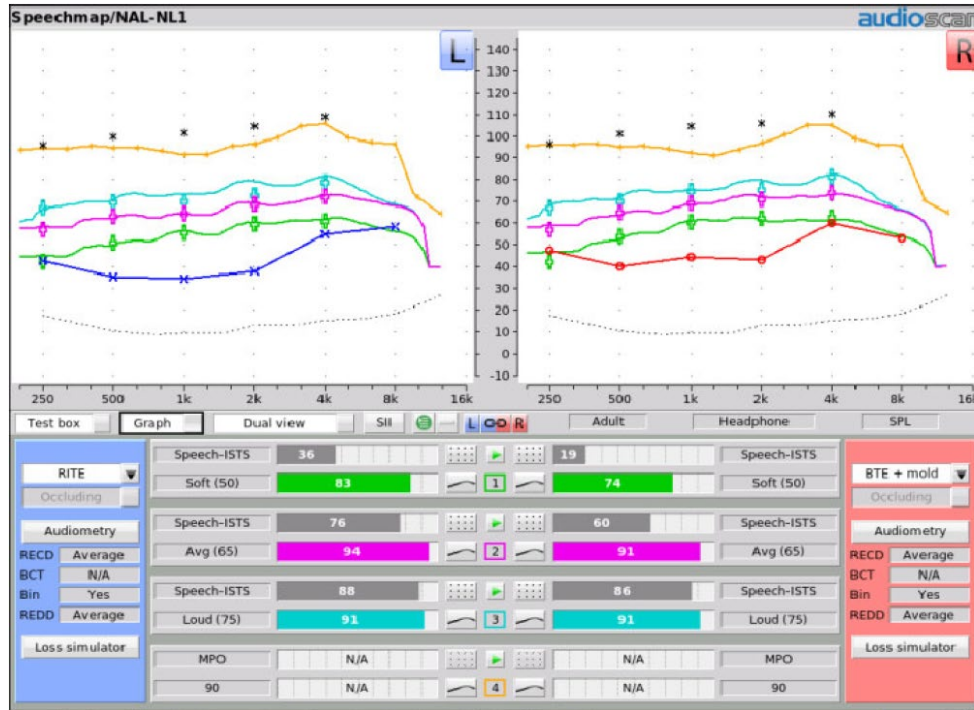 Speechmap/NAL-NL1 audioscan
L R
140
130
120
110
100
90
80
70
60
50
40
30
20
10
0
-10
250 500 1k 2k 4k 8k 16k 250 500 1k 2k 4k 8k 16k
Test box Graph Dual view SII L R Adult Headphone SPL
RITE
Occluding
Audiometry
RECD Average
BCT N/A
Bin Yes
REDD Average
Loss simulator
Speech-ISTS 36 19 Speech-ISTS
Soft (50) 83 1 74 Soft (50)
Speech-ISTS 76 60 Speech-ISTS
Avg (65) 94 2 91 Avg (65)
Speech-ISTS 88 86 Speech-ISTS
Loud (75) 91 3 91 Loud (75)
MPO N/A N/A MPO
90 N/A 4 N/A 90
BTE + mold
Occluding
Audiometry
RECD Average
BCT N/A
Bin Yes
REDD Average
Loss simulator